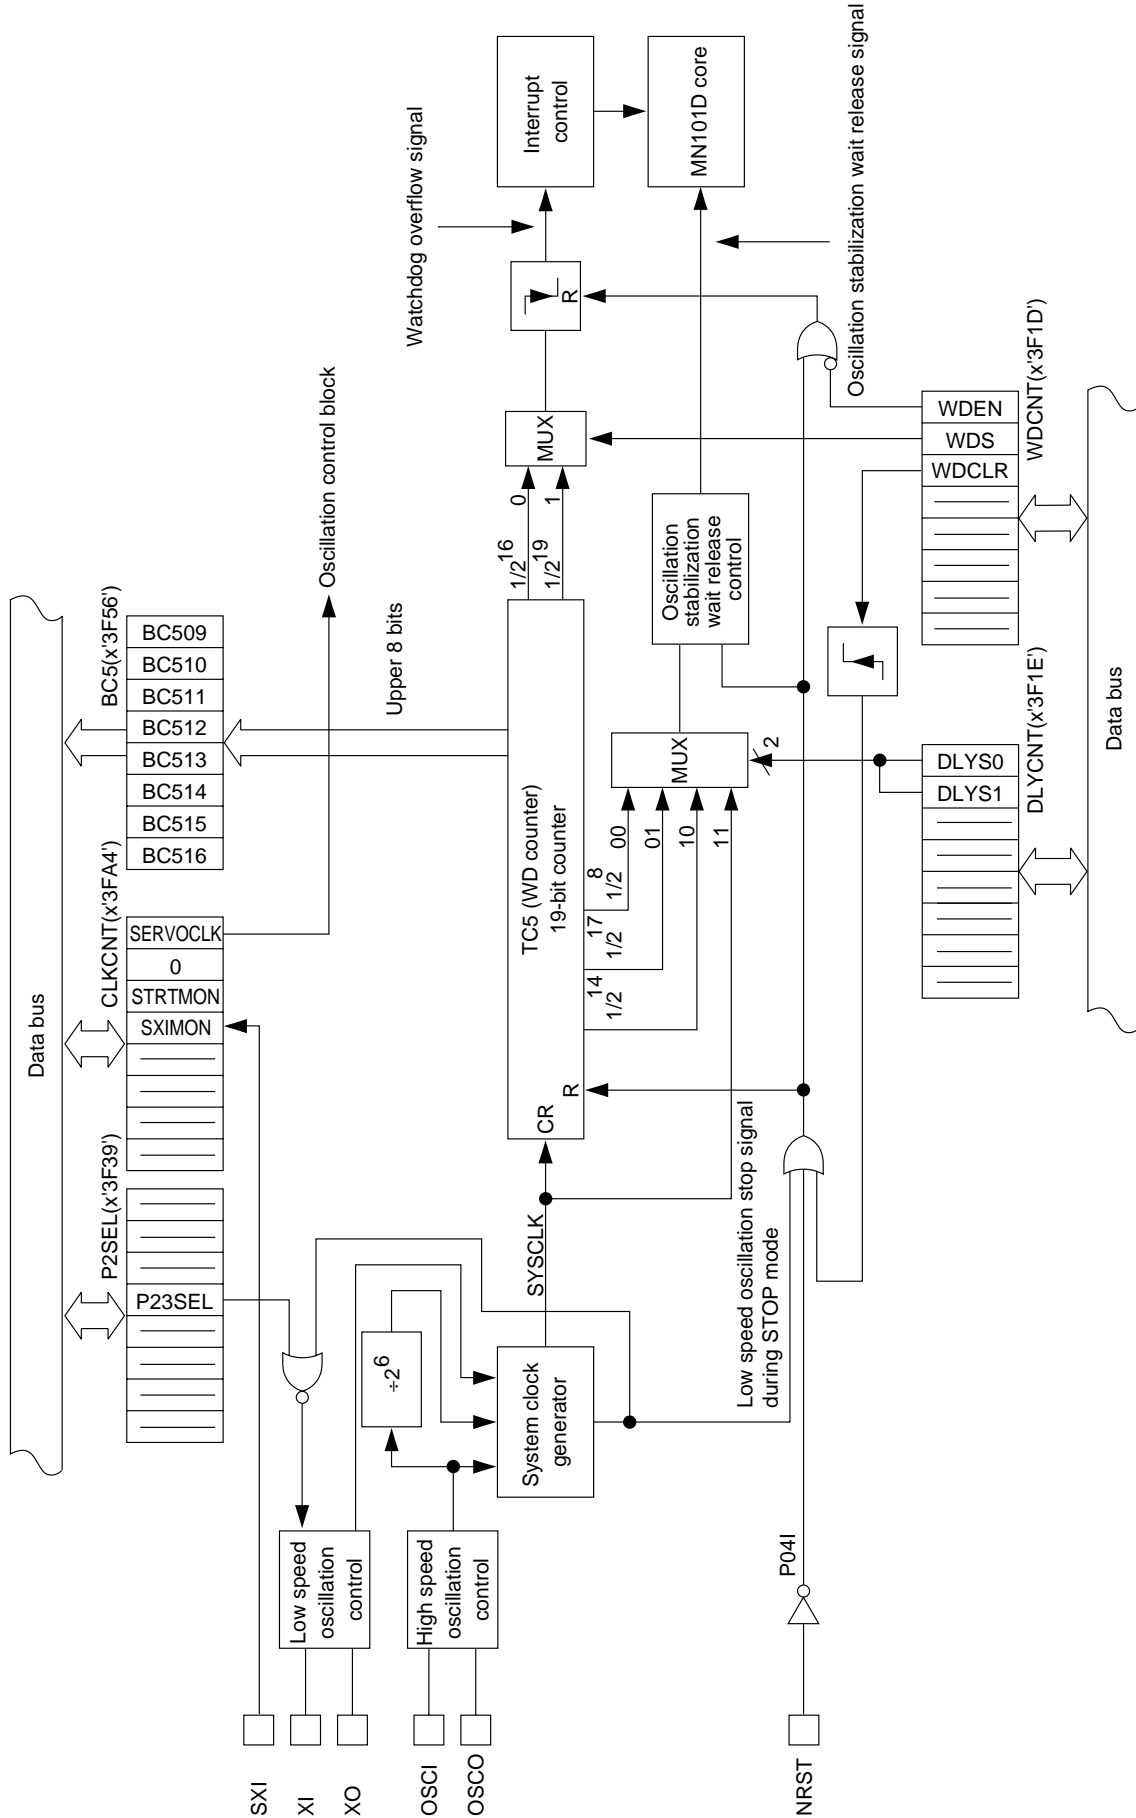 Data bus
P2SEL(x'3F39')
P23SEL
CLKCNT(x'3FA4')
SXIMON
STRTMON
0
SERVOCLK
BC5(x'3F56')
BC516
BC515
BC514
BC513
BC512
BC511
BC510
BC509
Oscillation control block
Upper 8 bits
SXI
XI
XO
OSCI
OSCO
NRST
Low speed
oscillation
control
High speed
oscillation
control
÷2^6
System clock
generator
SYSCLK
CR
R
TC5 (WD counter)
19-bit counter
1/2^16
1/2^19
0
1
MUX
R
Watchdog overflow signal
Interrupt
control
MN101D core
1/2^14
1/2^17
1/2^8
00
01
10
11
MUX
2
Oscillation
stabilization
wait release
control
Oscillation stabilization wait release signal
Low speed oscillation stop signal
during STOP mode
P04I
DLYS1
DLYS0
DLYCNT(x'3F1E')
WDCLR
WDS
WDEN
WDCNT(x'3F1D')
Data bus